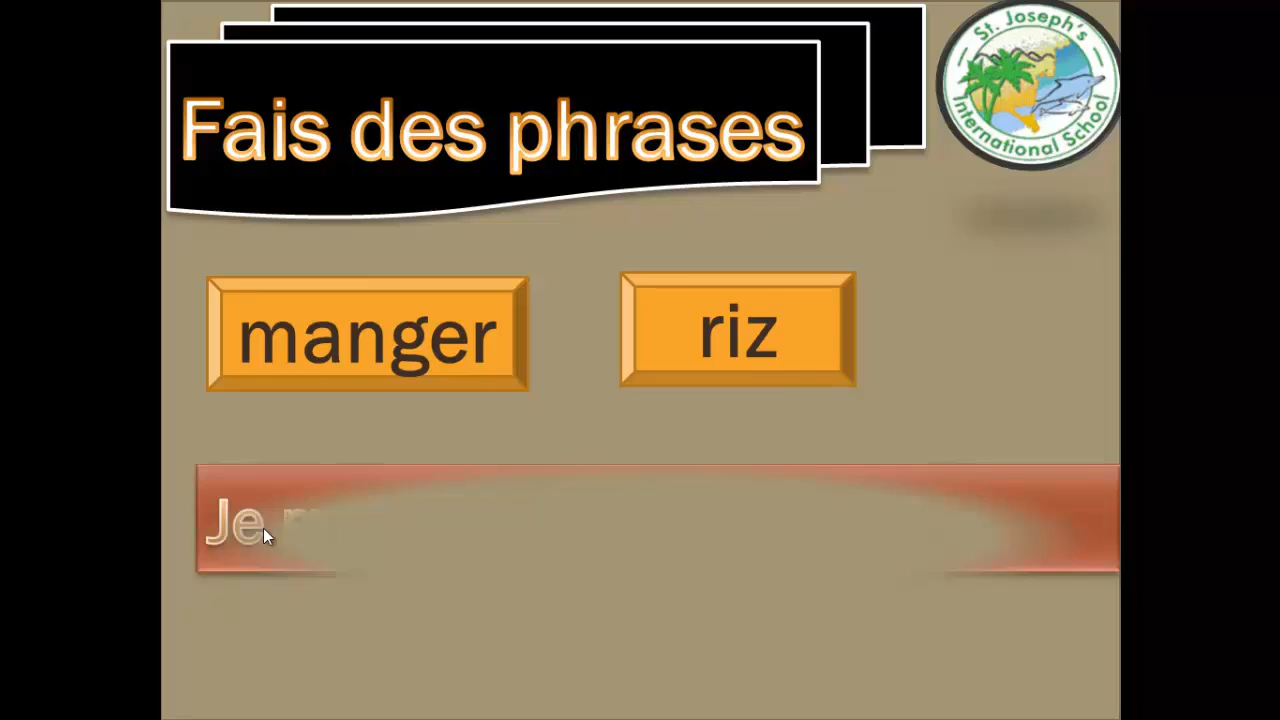 Fais des phrases
St. Joseph's
International School
manger
riz
Je